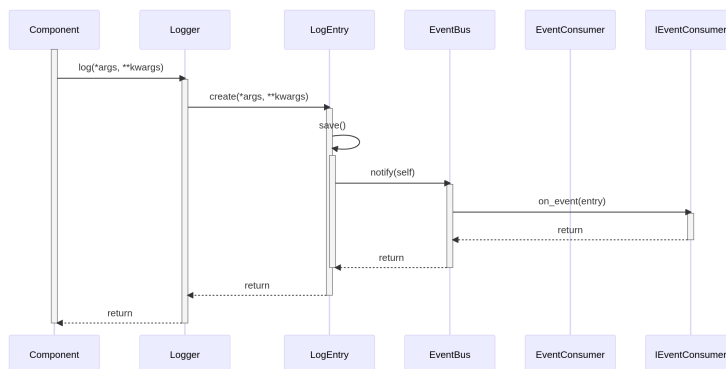 Component
Logger
LogEntry
EventBus
EventConsumer
IEventConsumer
log(*args, **kwargs)
create(*args, **kwargs)
save()
notify(self)
on_event(entry)
return
return
return
return
Component
Logger
LogEntry
EventBus
EventConsumer
IEventConsumer